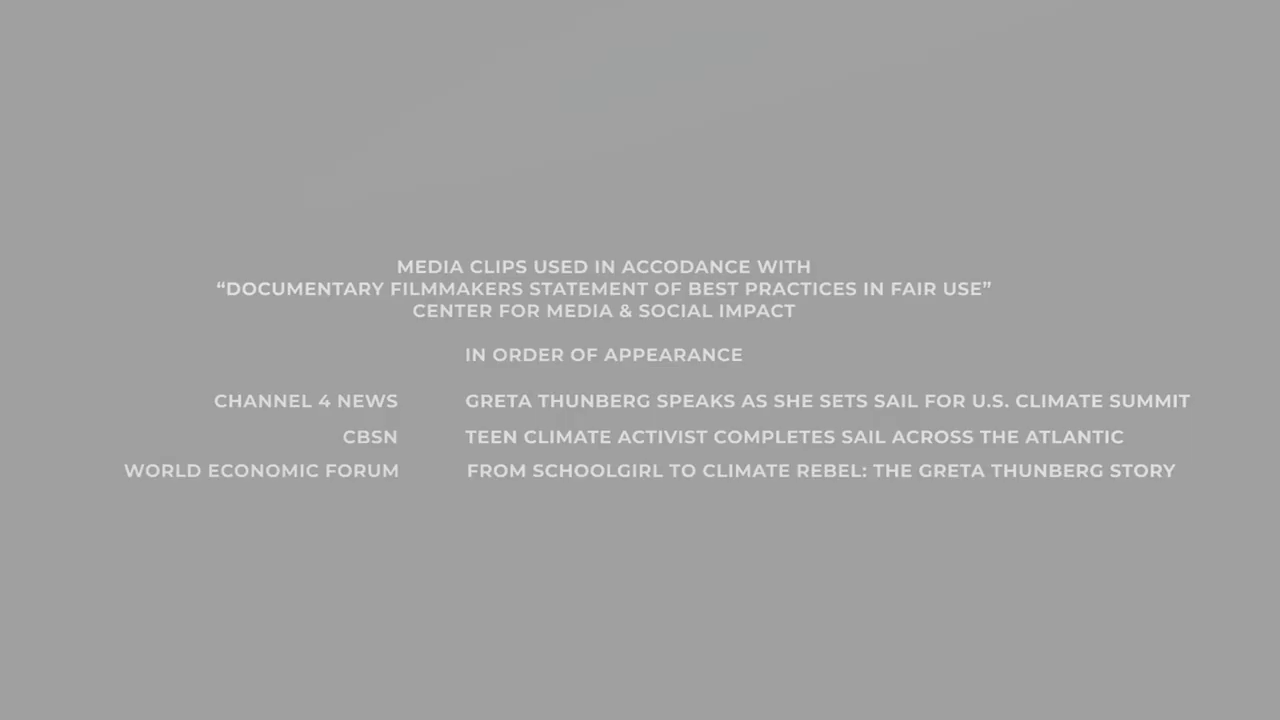 MEDIA CLIPS USED IN ACCODANCE WITH
“DOCUMENTARY FILMMAKERS STATEMENT OF BEST PRACTICES IN FAIR USE”
CENTER FOR MEDIA & SOCIAL IMPACT
IN ORDER OF APPEARANCE
CHANNEL 4 NEWS GRETA THUNBERG SPEAKS AS SHE SETS SAIL FOR U.S. CLIMATE SUMMIT
CBSN TEEN CLIMATE ACTIVIST COMPLETES SAIL ACROSS THE ATLANTIC
WORLD ECONOMIC FORUM FROM SCHOOLGIRL TO CLIMATE REBEL: THE GRETA THUNBERG STORY